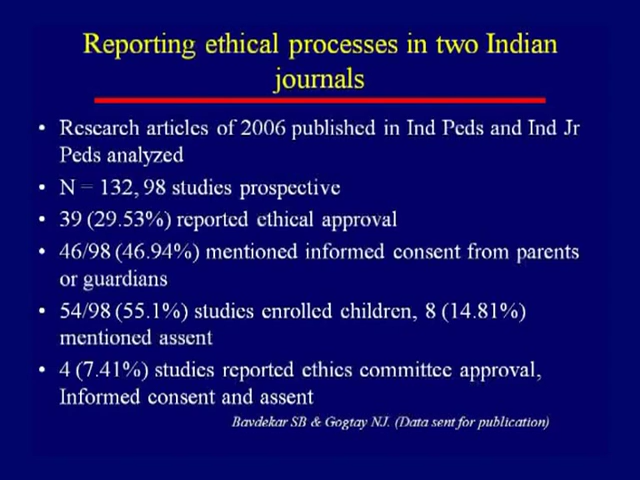 Reporting ethical processes in two Indian
journals
• Research articles of 2006 published in Ind Peds and Ind Jr
Peds analyzed
• N = 132, 98 studies prospective
• 39 (29.53%) reported ethical approval
• 46/98 (46.94%) mentioned informed consent from parents
or guardians
• 54/98 (55.1%) studies enrolled children, 8 (14.81%)
mentioned assent
• 4 (7.41%) studies reported ethics committee approval,
Informed consent and assent
Bavdekar SB & Gogtay NJ. (Data sent for publication)